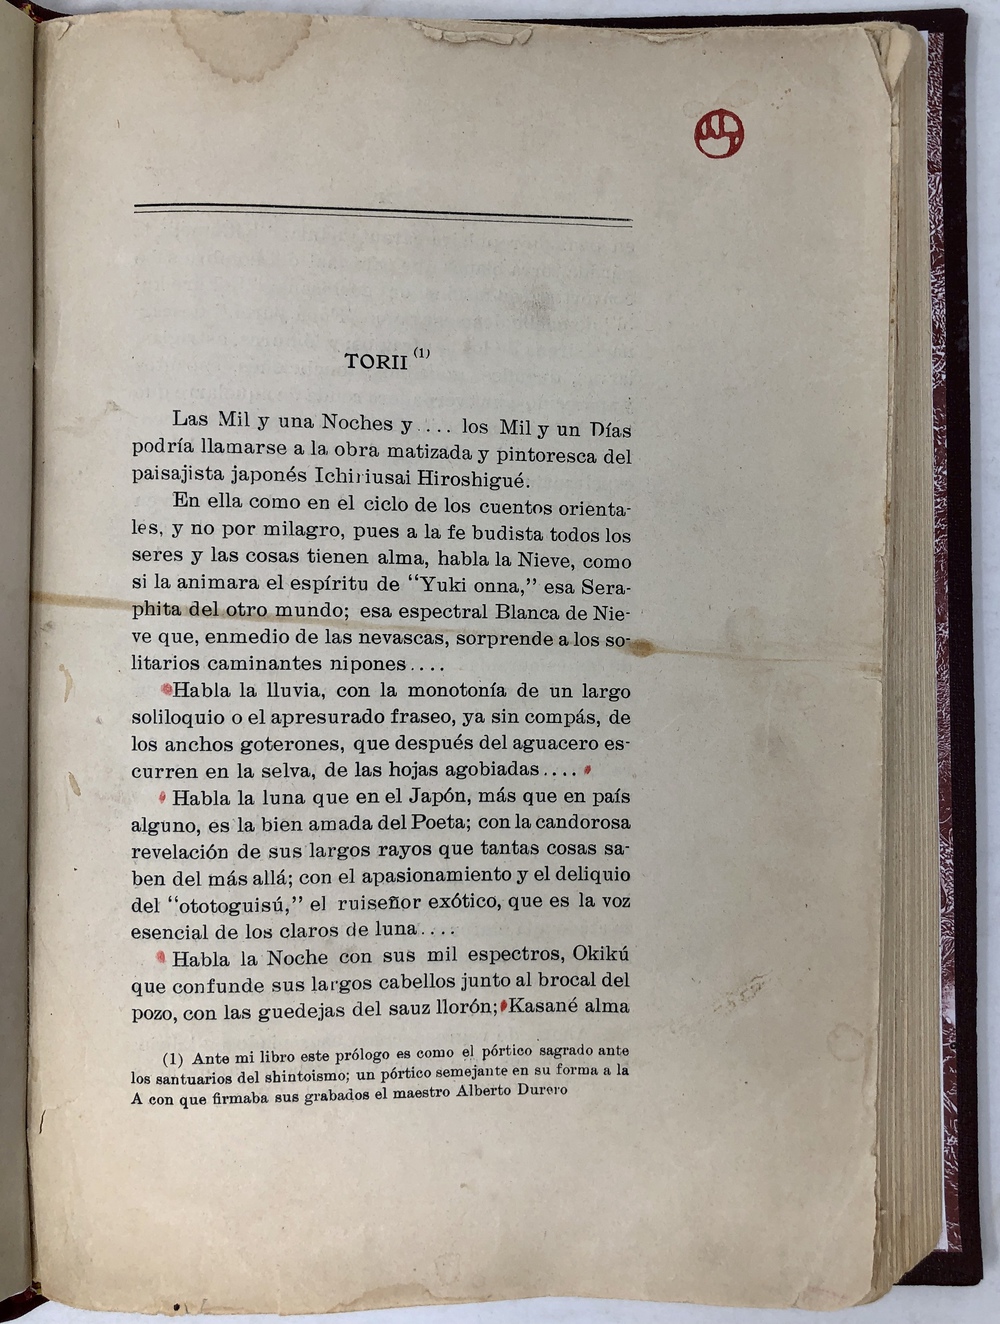 TORII (1)
Las Mil y una Noches y .... los Mil y un Días
podría llamarse a la obra matizada y pintoresca del
paisajista japonés Ichiriusai Hiroshigué.
En ella como en el ciclo de los cuentos orienta-
les, y no por milagro, pues a la fe budista todos los
seres y las cosas tienen alma, habla la Nieve, como
si la animara el espíritu de “Yuki onna,” esa Sera-
phita del otro mundo; esa espectral Blanca de Nie-
ve que, enmedio de las nevascas, sorprende a los so-
litarios caminantes nipones....
Habla la lluvia, con la monotonía de un largo
soliloquio o el apresurado fraseo, ya sin compás, de
los anchos goterones, que después del aguacero es-
curren en la selva, de las hojas agobiadas....
Habla la luna que en el Japón, más que en país
alguno, es la bien amada del Poeta; con la candorosa
revelación de sus largos rayos que tantas cosas sa-
ben del más allá; con el apasionamiento y el deliquio
del “ototoguisú,” el ruiseñor exótico, que es la voz
esencial de los claros de luna....
Habla la Noche con sus mil espectros, Okikú
que confunde sus largos cabellos junto al brocal del
pozo, con las guedejas del sauz llorón; Kasané alma
(1) Ante mi libro este prólogo es como el pórtico sagrado ante
los santuarios del shintoismo; un pórtico semejante en su forma a la
A con que firmaba sus grabados el maestro Alberto Durero